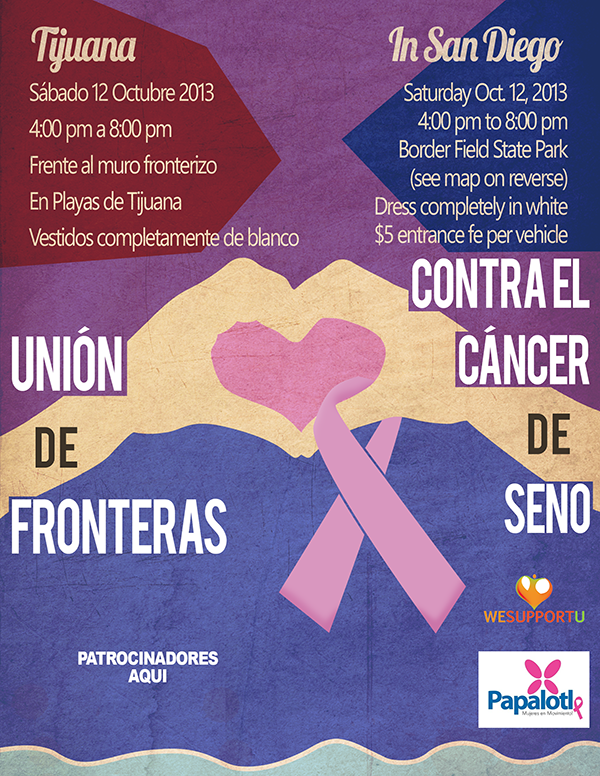 Tijuana
Sábado 12 Octubre 2013
4:00 pm a 8:00 pm
Frente al muro fronterizo
En Playas de Tijuana
Vestidos completamente de blanco
In San Diego
Saturday Oct. 12, 2013
4:00 pm to 8:00 pm
Border Field State Park
(see map on reverse)
Dress completely in white
$5 entrance fe per vehicle
UNIÓN
DE
FRONTERAS
CONTRA EL
CÁNCER
DE
SENO
WESUPPORTU
PATROCINADORES
AQUI
Papalotl
Mujeres en Movimiento